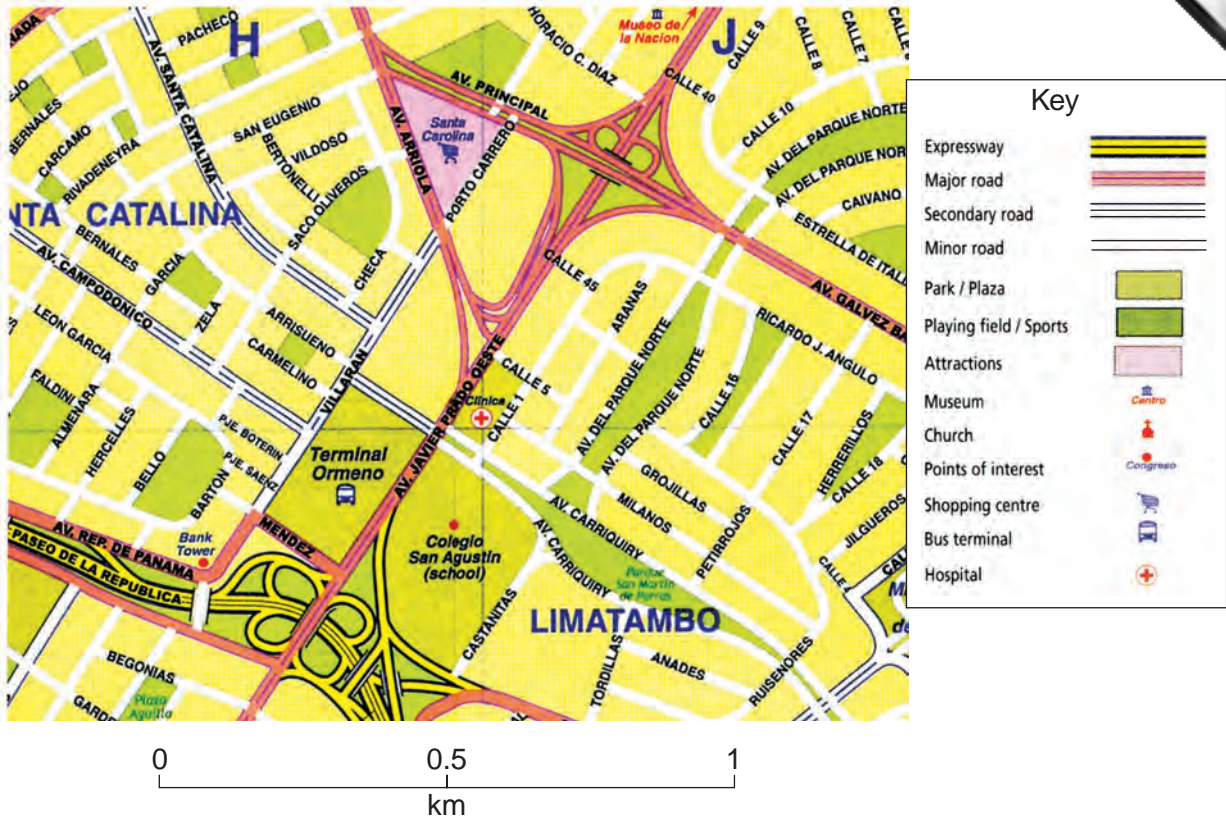 H
J
PACHECO
AV. SANTA CATALINA
HORACIO C. DIAZ
Museo de
la Nacion
CALLE 9
CALLE 8
CALLE 7
CALLE 40
CALLE 10
AV. PRINCIPAL
AV. ARRIOLA
Santa
Carolina
PORTO CARRERO
BERNALES
CARCAMO
RIVADENEYRA
SAN EUGENIO
BERTONELLI
VILDOSO
SACO OLIVEROS
CHECA
AV. DEL PARQUE NORTE
AV. DEL PARQUE NOR
CAIVANO
ESTRELLA DE ITALI
AV. GALVEZ BA
NTA CATALINA
BERNALES
GARCIA
ZELA
AV. CAMPODONICO
LEON GARCIA
ARRISUENO
CARMELINO
VILLARAN
CALLE 45
ARANAS
RICARDO J. ANGULO
FALDINI
ALMENARA
HERCELLES
BELLO
BARTON
PJE. BOTERIN
PJE. SAENZ
Terminal
Ormeno
AV. JAVIER PRADO OESTE
CALLE 5
Clinica
CALLE 1
AV. DEL PARQUE NORTE
AV. DEL PARQUE NORTE
CALLE 16
CALLE 17
HERRERILLOS
CALLE 18
JILGUEROS
GROJILLAS
MILANOS
PETIRROJOS
AV. CARRIQUIRY
AV. CARRIQUIRY
AV. REP. DE PANAMA
PASEO DE LA REPUBLICA
Bank
Tower
MENDEZ
Colegio
San Agustin
(school)
Parque
San Martin
de Porras
LIMATAMBO
CASTANITAS
TORDILLAS
ANADES
RUISENORES
BEGONIAS
GARD
Plaza
Aguilla
0 0.5 1
km
Key
Expressway
Major road
Secondary road
Minor road
Park / Plaza
Playing field / Sports
Attractions
Museum
Centro
Church
Points of interest
Congreso
Shopping centre
Bus terminal
Hospital